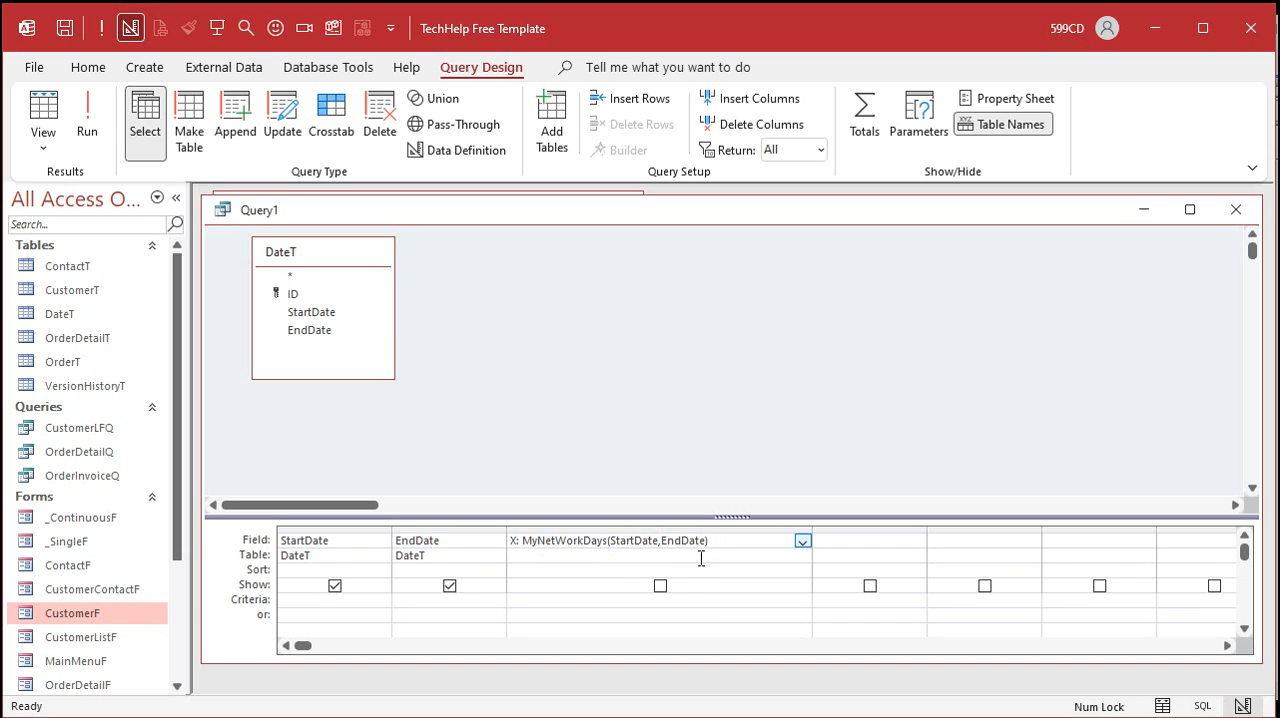 TechHelp Free Template
599CD
File Home Create External Data Database Tools Help Query Design Tell me what you want to do
View
Run
Results
Select
Make Table
Append
Update
Crosstab
Delete
Union
Pass-Through
Data Definition
Query Type
Add Tables
Insert Rows
Delete Rows
Builder
Insert Columns
Delete Columns
Return: All
Query Setup
Totals
Parameters
Property Sheet
XYZ Table Names
Show/Hide
All Access O...
Search...
Tables
ContactT
CustomerT
DateT
OrderDetailT
OrderT
VersionHistoryT
Queries
CustomerLFQ
OrderDetailQ
OrderInvoiceQ
Forms
_ContinuousF
_SingleF
ContactF
CustomerContactF
CustomerF
CustomerListF
MainMenuF
OrderDetailF
Query1
DateT
*
ID
StartDate
EndDate
Field: StartDate EndDate X: MyNetWorkDays(StartDate,EndDate)
Table: DateT DateT
Sort:
Show:
Criteria:
or:
Ready
Num Lock
SQL